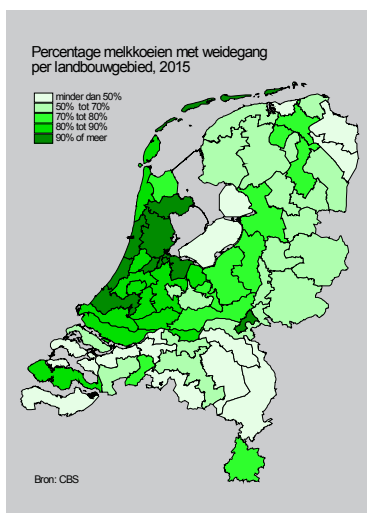 Percentage melkkoeien met weidegang
per landbouwgebied, 2015
minder dan 50%
50% tot 70%
70% tot 80%
80% tot 90%
90% of meer
Bron: CBS